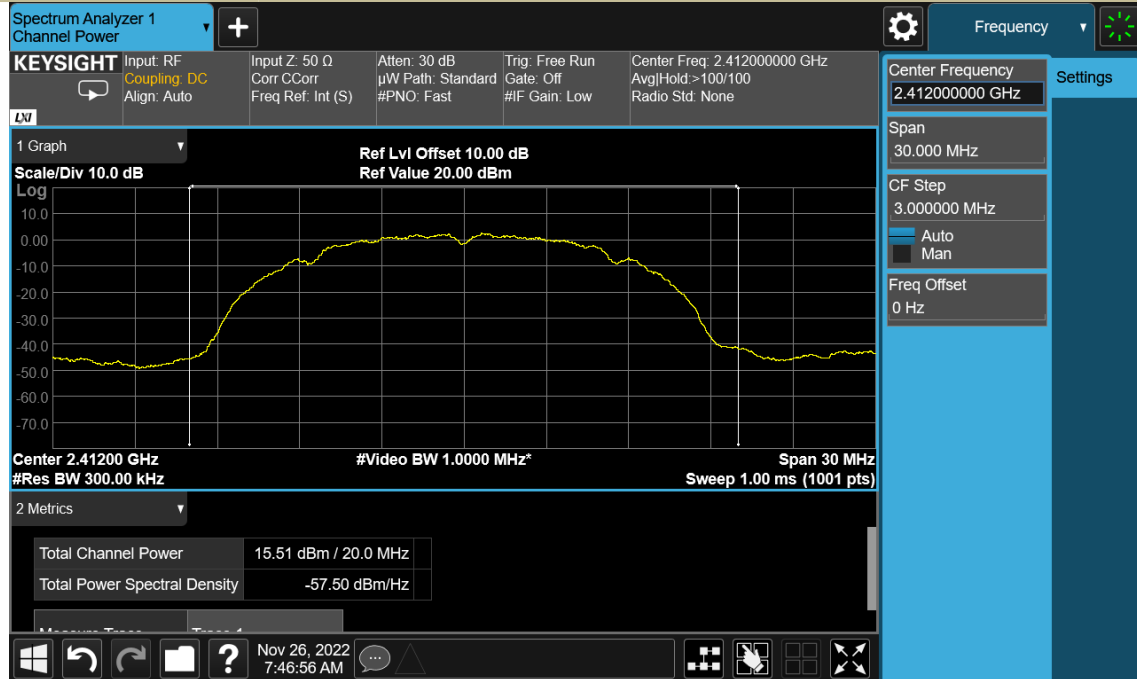 Spectrum Analyzer 1
Channel Power
+
Frequency
KEYSIGHT
LXI
Input: RF
Coupling: DC
Align: Auto
Input Z: 50 Ω
Corr CCorr
Freq Ref: Int (S)
Atten: 30 dB
µW Path: Standard
#PNO: Fast
Trig: Free Run
Gate: Off
#IF Gain: Low
Center Freq: 2.412000000 GHz
Avg|Hold:>100/100
Radio Std: None
Center Frequency
2.412000000 GHz
Settings
Span
30.000 MHz
CF Step
3.000000 MHz
Auto
Man
Freq Offset
0 Hz
1 Graph
Scale/Div 10.0 dB
Ref Lvl Offset 10.00 dB
Ref Value 20.00 dBm
Log
10.0
0.00
-10.0
-20.0
-30.0
-40.0
-50.0
-60.0
-70.0
Center 2.41200 GHz
#Video BW 1.0000 MHz*
Span 30 MHz
#Res BW 300.00 kHz
Sweep 1.00 ms (1001 pts)
2 Metrics
Total Channel Power 15.51 dBm / 20.0 MHz
Total Power Spectral Density -57.50 dBm/Hz
Measure Trace Trace 1
?
Nov 26, 2022
7:46:56 AM